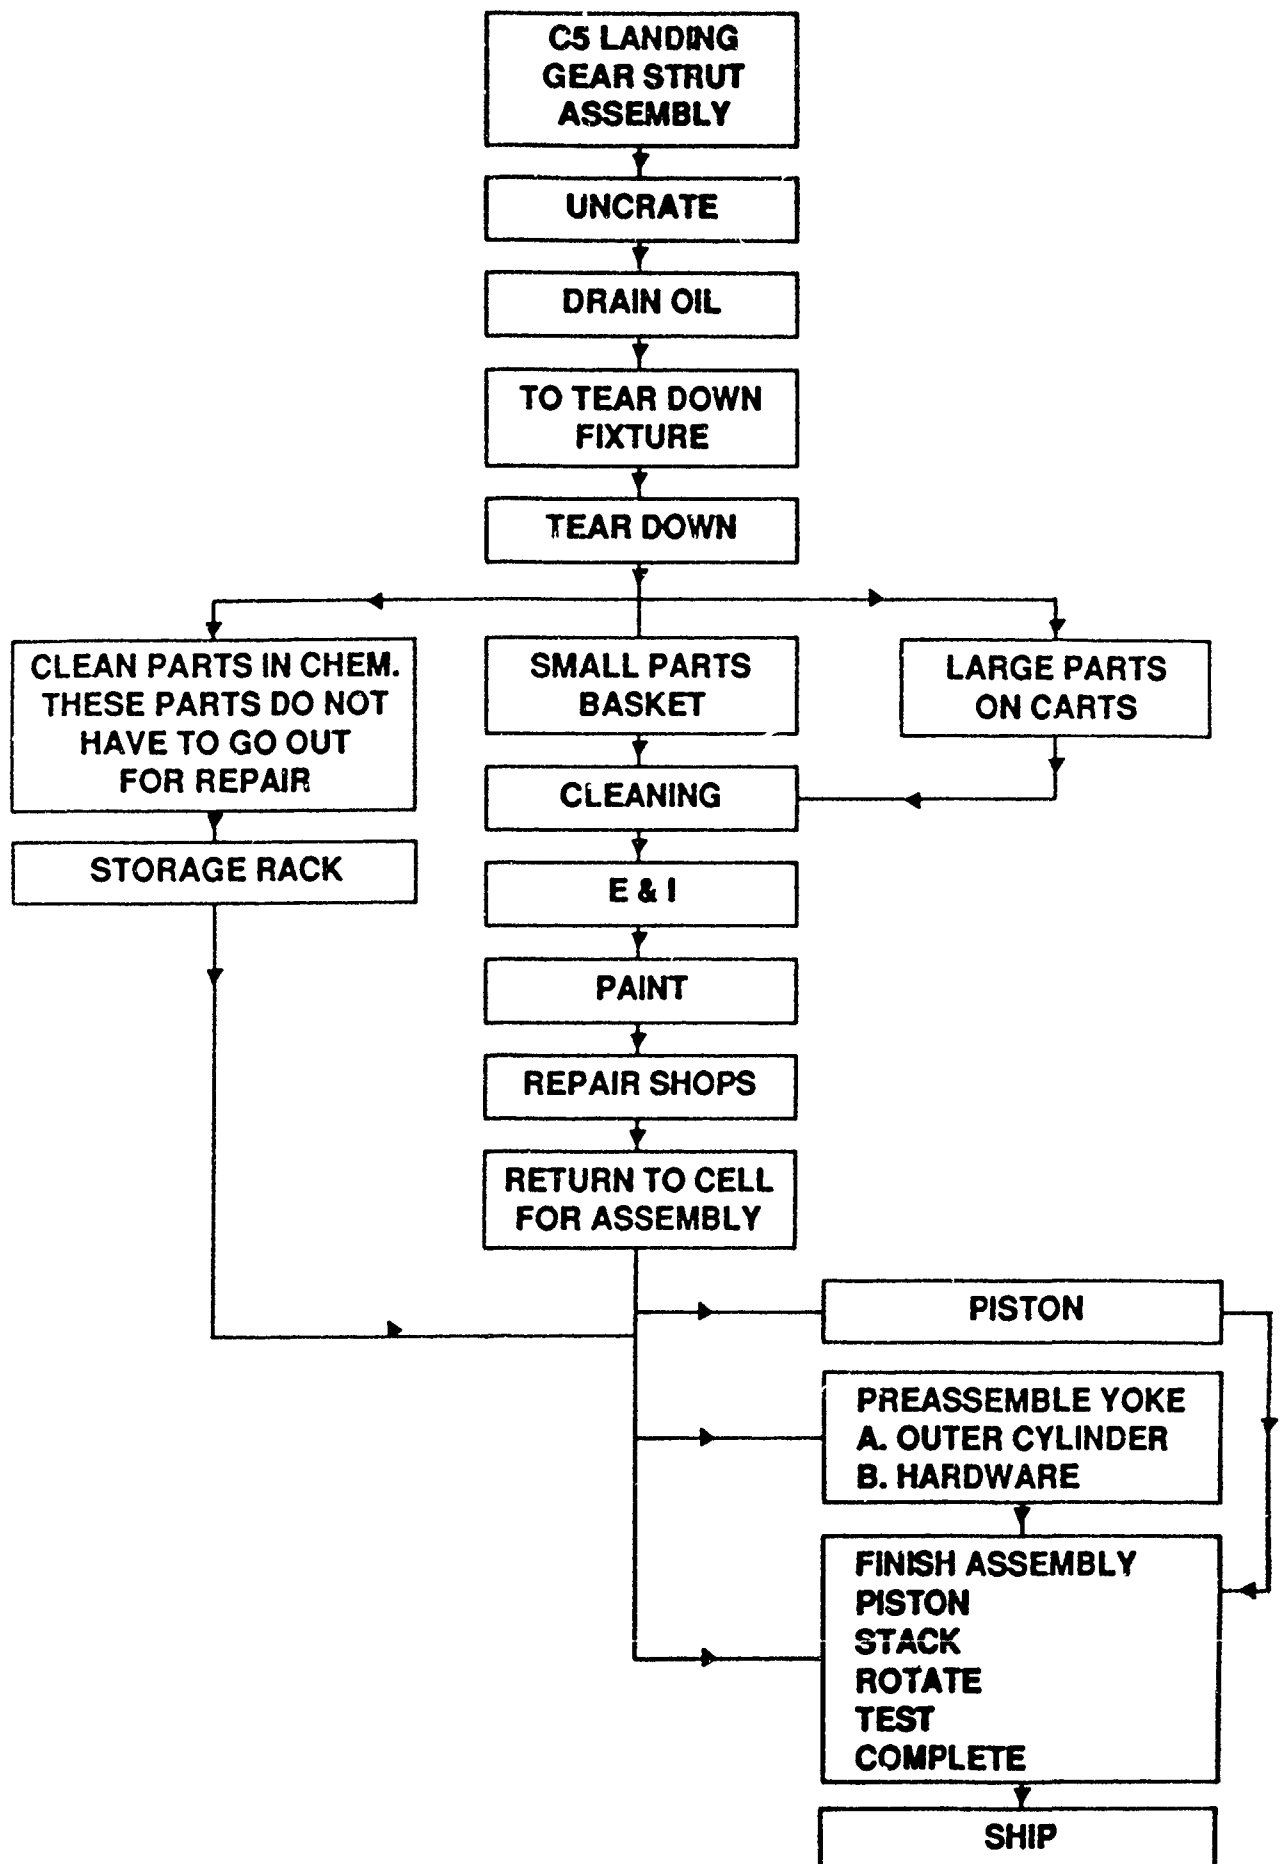 C5 LANDING
GEAR STRUT
ASSEMBLY
UNCRATE
DRAIN OIL
TO TEAR DOWN
FIXTURE
TEAR DOWN
CLEAN PARTS IN CHEM.
THESE PARTS DO NOT
HAVE TO GO OUT
FOR REPAIR
SMALL PARTS
BASKET
LARGE PARTS
ON CARTS
CLEANING
STORAGE RACK
E & I
PAINT
REPAIR SHOPS
RETURN TO CELL
FOR ASSEMBLY
PISTON
PREASSEMBLE YOKE
A. OUTER CYLINDER
B. HARDWARE
FINISH ASSEMBLY
PISTON
STACK
ROTATE
TEST
COMPLETE
SHIP